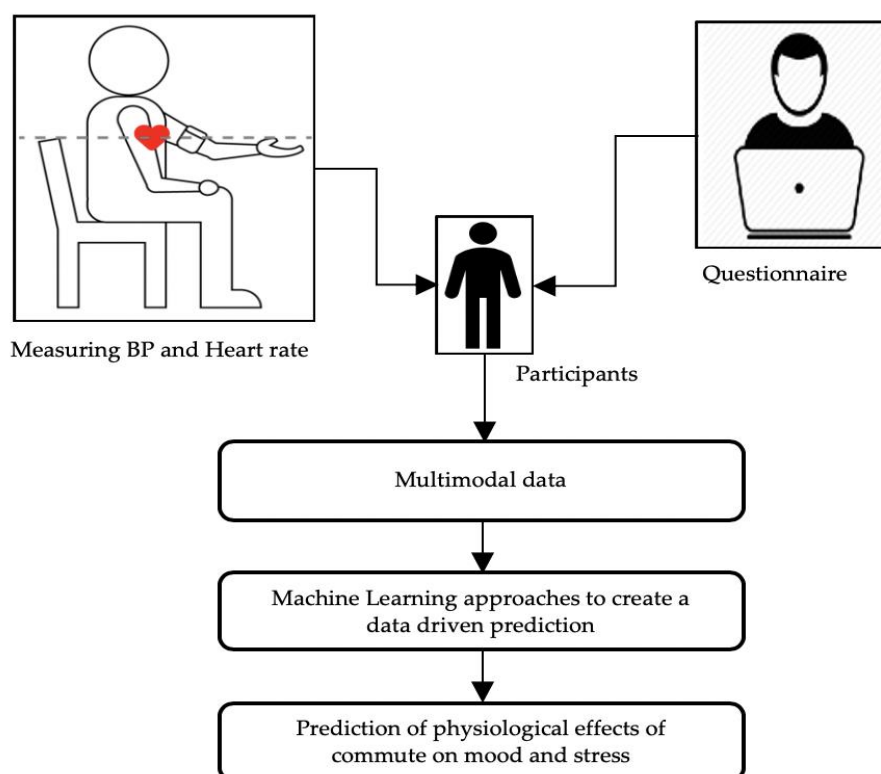 Measuring BP and Heart rate
Questionnaire
Participants
Multimodal data
Machine Learning approaches to create a
data driven prediction
Prediction of physiological effects of
commute on mood and stress